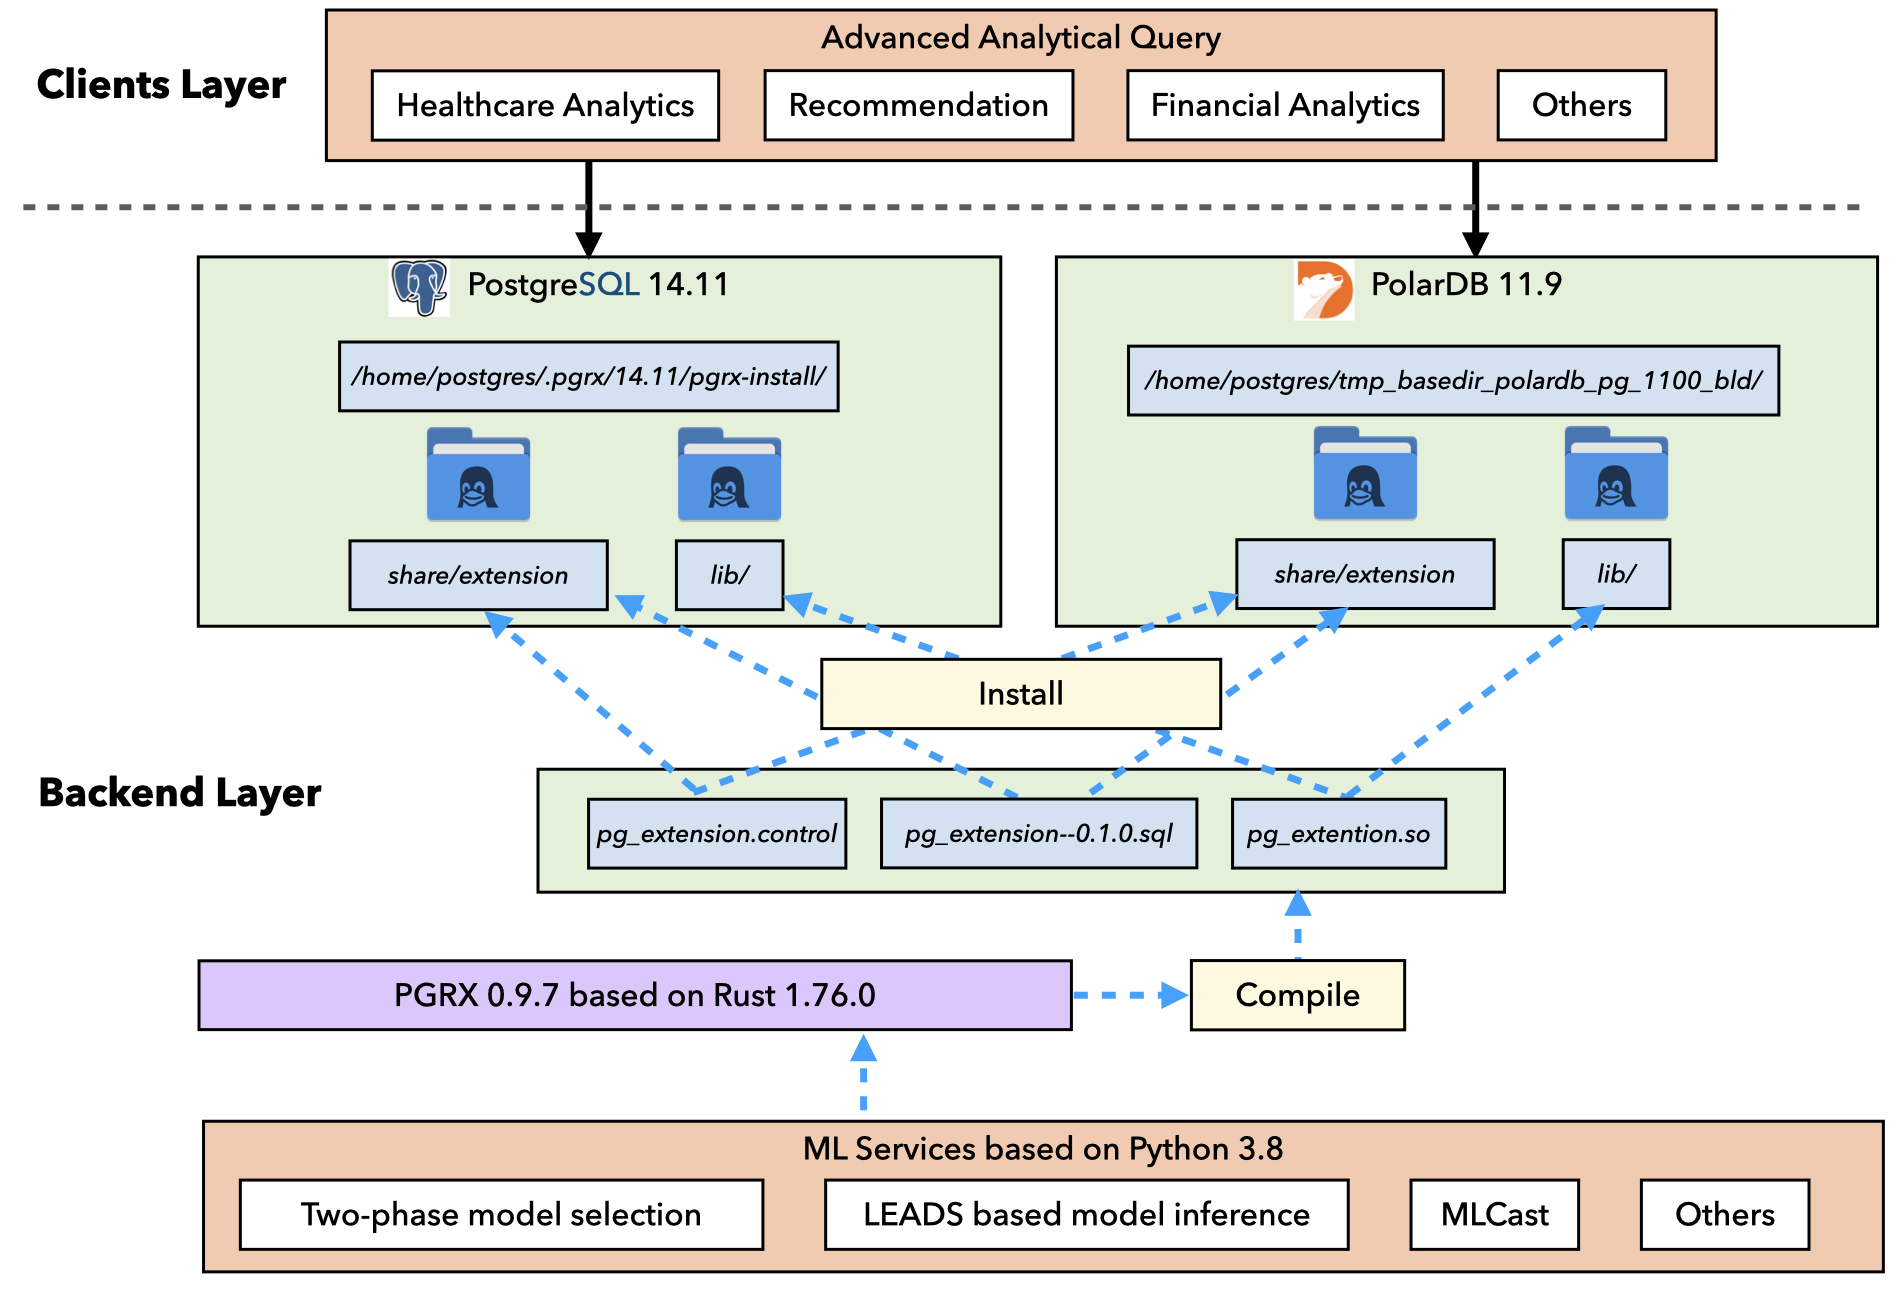 Advanced Analytical Query
Clients Layer
Healthcare Analytics
Recommendation
Financial Analytics
Others
PostgreSQL 14.11
PolarDB 11.9
/home/postgres/.pgrx/14.11/pgrx-install/
/home/postgres/tmp_basedir_polardb_pg_1100_bld/
share/extension
lib/
share/extension
lib/
Install
Backend Layer
pg_extension.control
pg_extension--0.1.0.sql
pg_extention.so
PGRX 0.9.7 based on Rust 1.76.0
Compile
ML Services based on Python 3.8
Two-phase model selection
LEADS based model inference
MLCast
Others